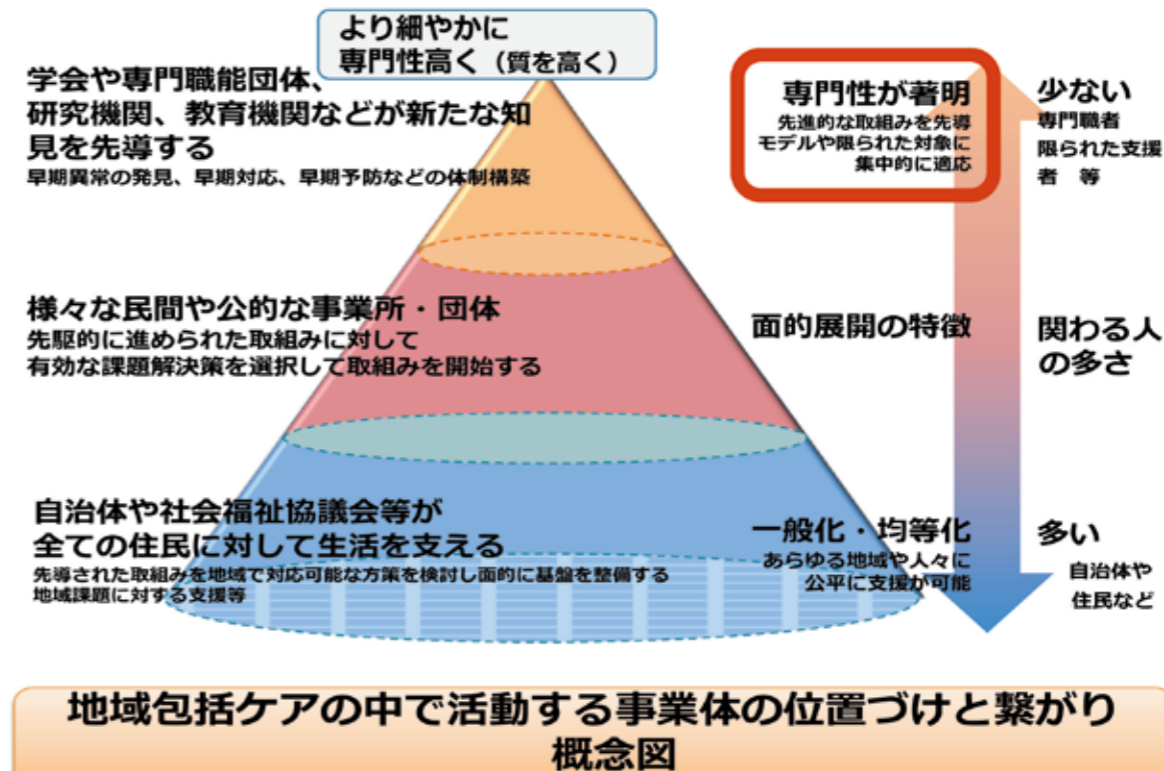 より細やかに
専門性高く（質を高く）
学会や専門職能団体、
研究機関、教育機関などが新たな知
見を先導する
早期異常の発見、早期対応、早期予防などの体制構築
専門性が著明
先進的な取組みを先導
モデルや限られた対象に
集中的に適応
少ない
専門職者
限られた支援
者　等
様々な民間や公的な事業所・団体
先駆的に進められた取組みに対して
有効な課題解決策を選択して取組みを開始する
面的展開の特徴
関わる人
の多さ
自治体や社会福祉協議会等が
全ての住民に対して生活を支える
先導された取組みを地域で対応可能な方策を検討し面的に基盤を整備する
地域課題に対する支援等
一般化・均等化
あらゆる地域や人々に
公平に支援が可能
多い
自治体や
住民など
地域包括ケアの中で活動する事業体の位置づけと繋がり
概念図